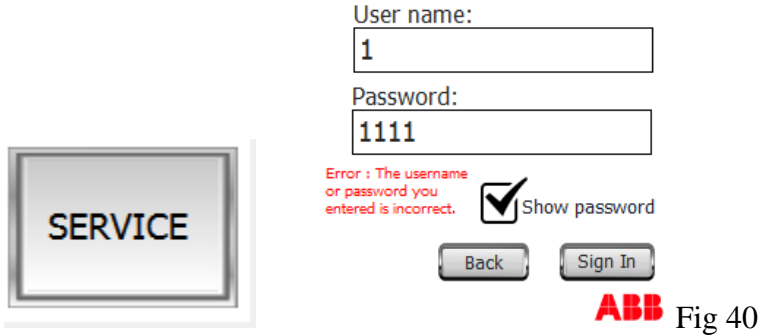 User name:
1
Password:
1111
Error : The username
or password you
entered is incorrect.
Show password
SERVICE
Back
Sign In
ABB Fig 40